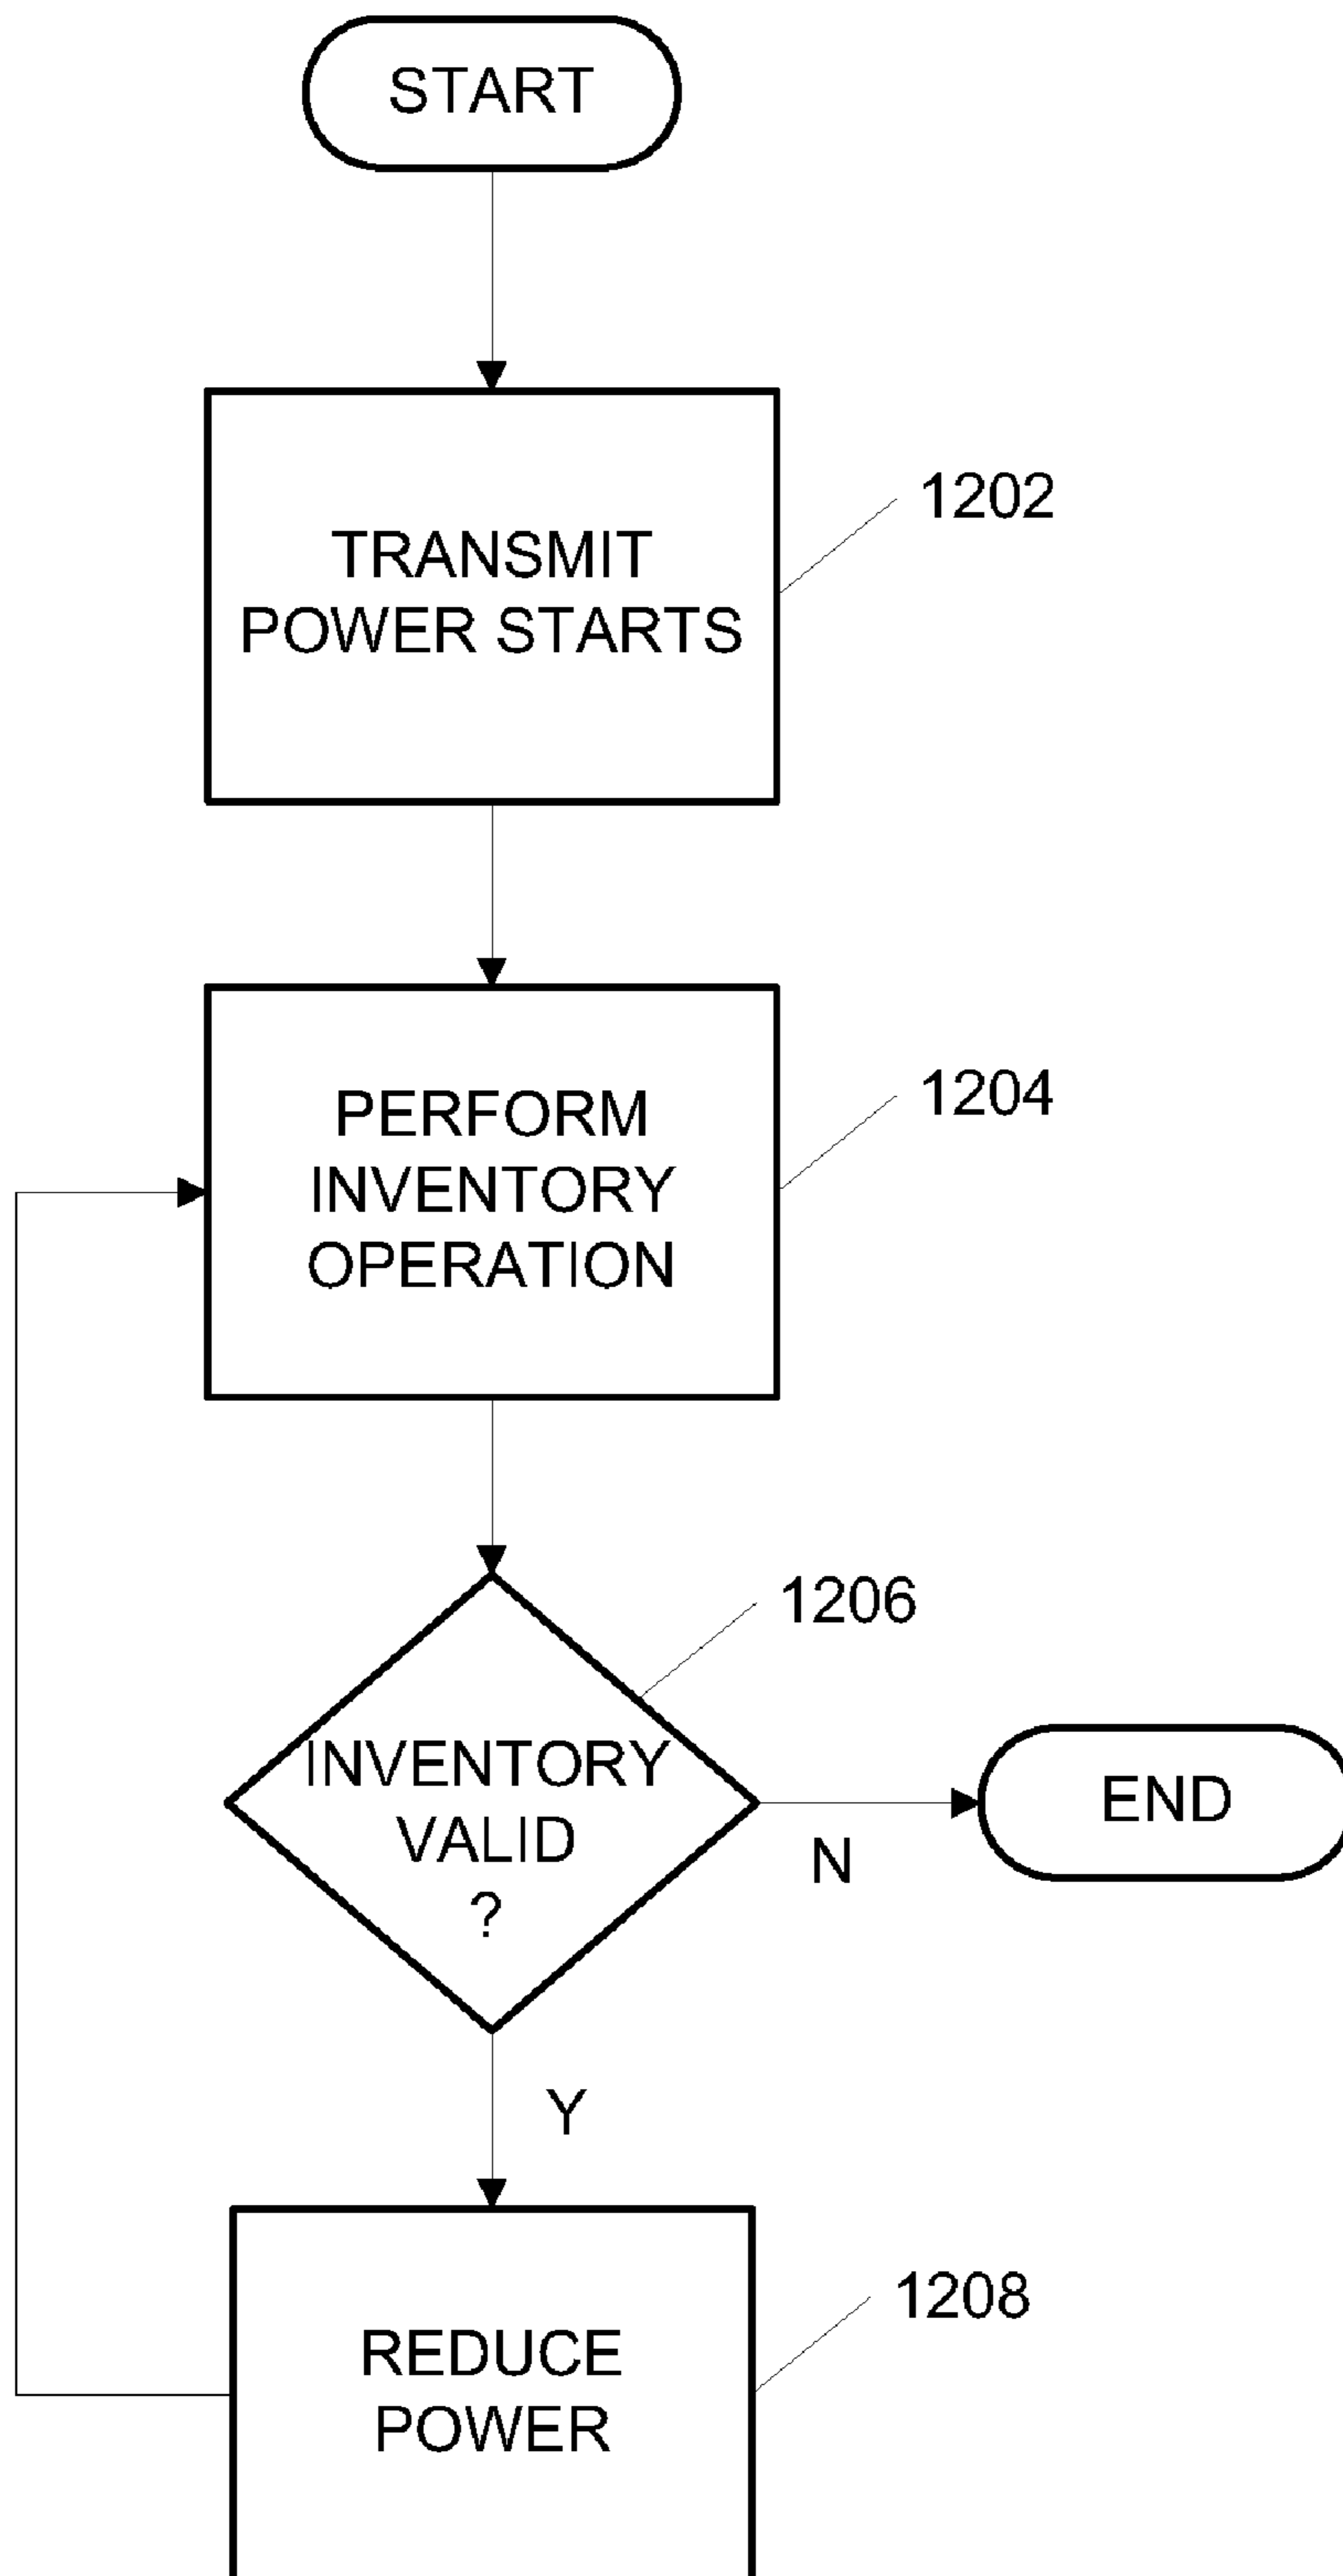 START
TRANSMIT
POWER STARTS
1202
PERFORM
INVENTORY
OPERATION
1204
INVENTORY
VALID
?
1206
N
END
Y
REDUCE
POWER
1208